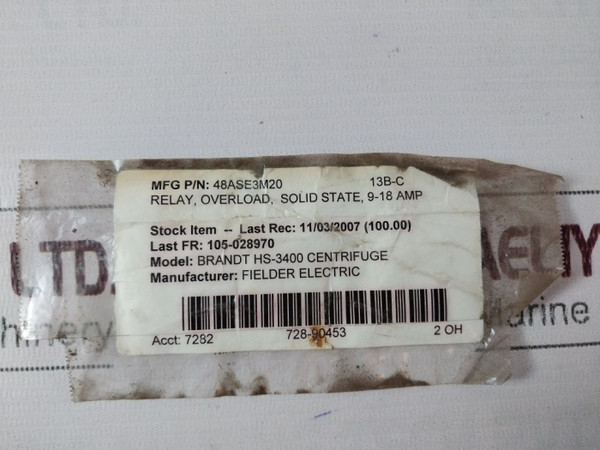 MFG P/N: 48ASE3M20 13B-C
RELAY, OVERLOAD, SOLID STATE, 9-18 AMP
Stock Item -- Last Rec: 11/03/2007 (100.00)
Last FR: 105-028970
Model: BRANDT HS-3400 CENTRIFUGE
Manufacturer: FIELDER ELECTRIC
Acct: 7282 728-90453 2 OH
LTD.
Marine